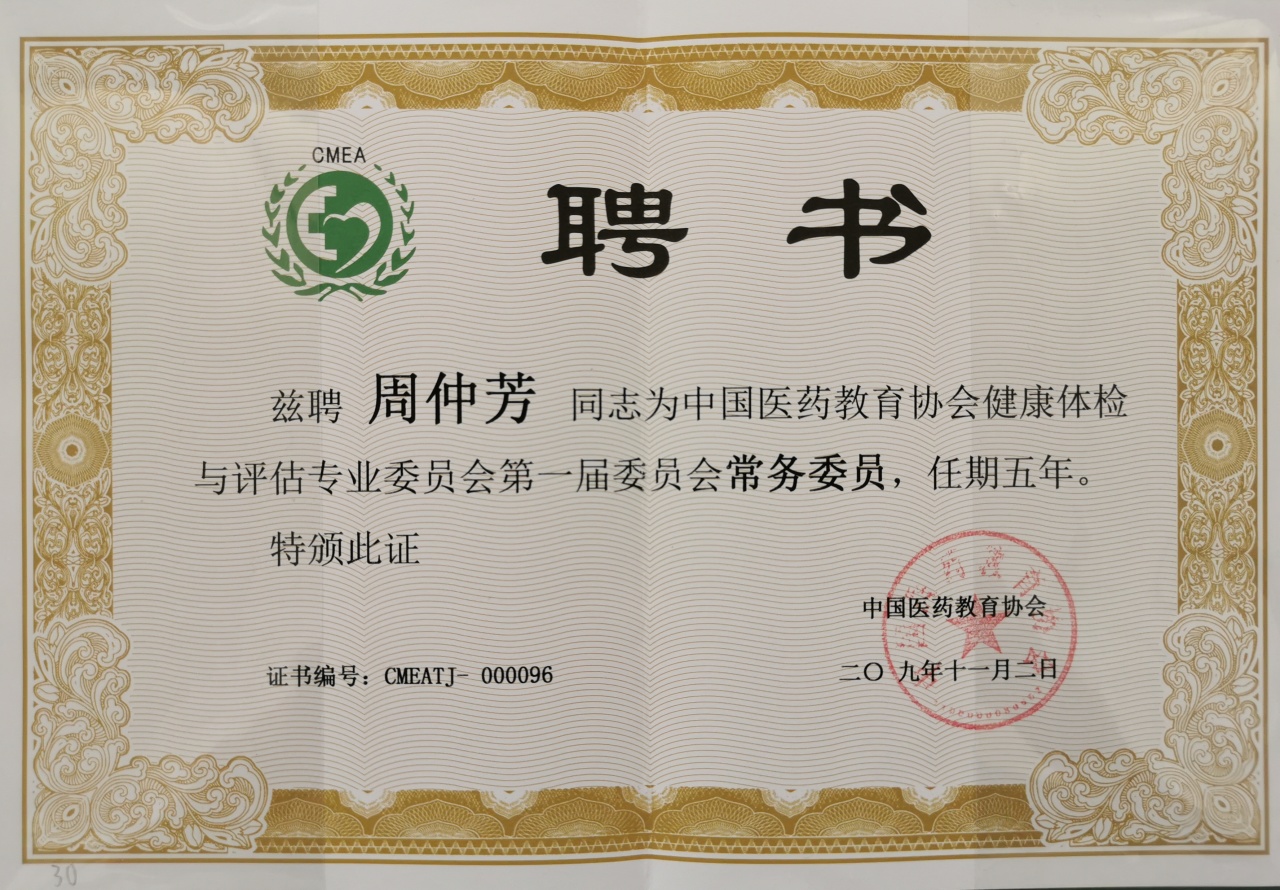 CMEA
聘书
兹聘 周仲芳 同志为中国医药教育协会健康体检
与评估专业委员会第一届委员会常务委员，任期五年。
特颁此证
中国医药教育协会
证书编号：CMEATJ- 000096
二〇 九年十一月二日
30